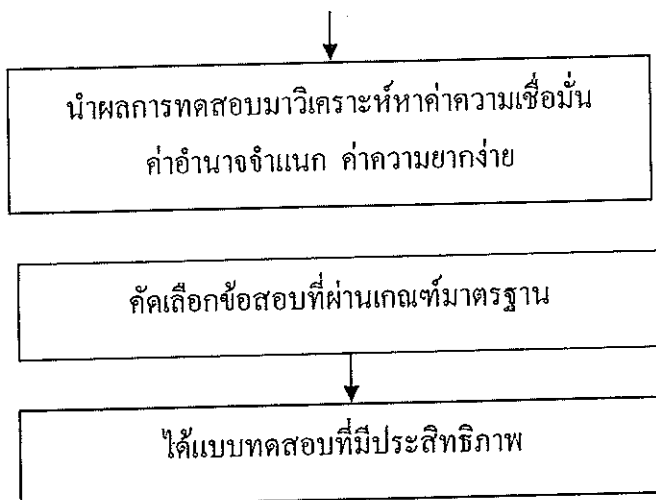 นำผลการทดสอบมาวิเคราะห์หาค่าความเชื่อมั่น
ค่าอำนาจจำแนก ค่าความยากง่าย
คัดเลือกข้อสอบที่ผ่านเกณฑ์มาตรฐาน
ได้แบบทดสอบที่มีประสิทธิภาพ